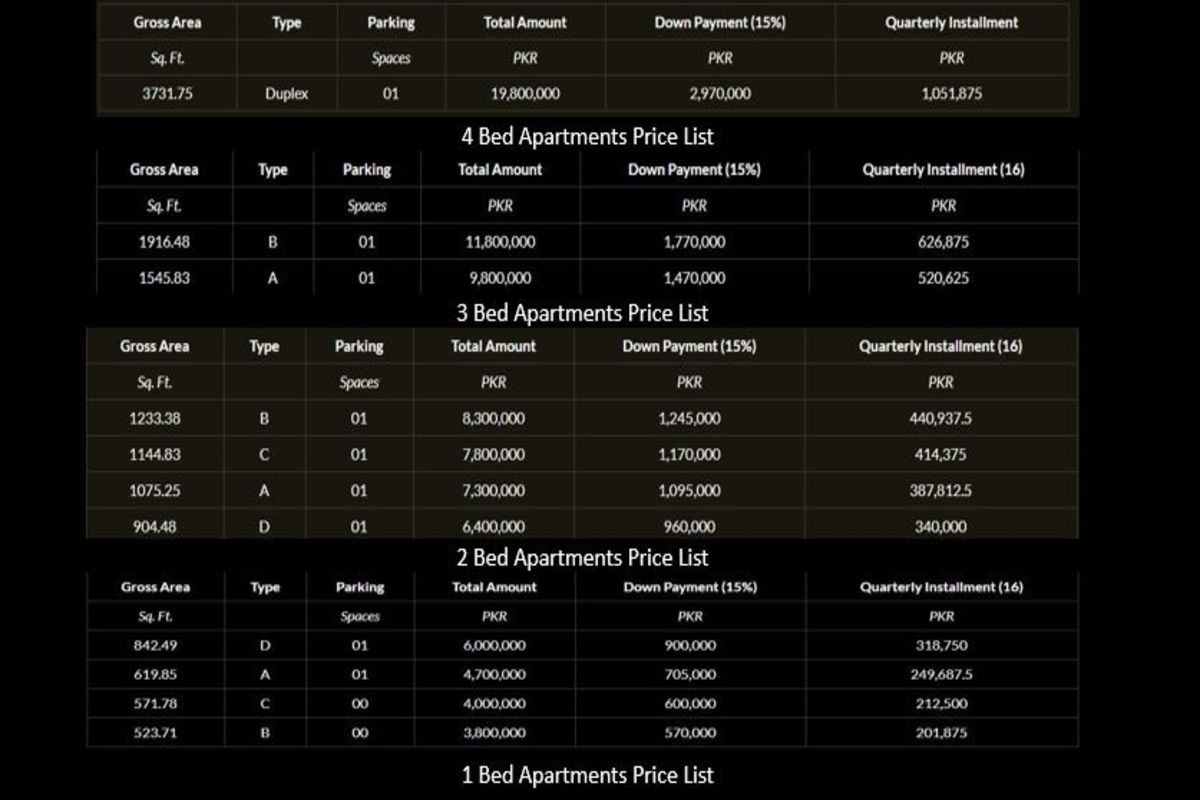 Gross Area Type Parking Total Amount Down Payment (15%) Quarterly Installment
Sq. Ft. Spaces PKR PKR PKR
3731.75 Duplex 01 19,800,000 2,970,000 1,051,875
4 Bed Apartments Price List
Gross Area Type Parking Total Amount Down Payment (15%) Quarterly Installment (16)
Sq. Ft. Spaces PKR PKR PKR
1916.48 B 01 11,800,000 1,770,000 626,875
1545.83 A 01 9,800,000 1,470,000 520,625
3 Bed Apartments Price List
Gross Area Type Parking Total Amount Down Payment (15%) Quarterly Installment (16)
Sq. Ft. Spaces PKR PKR PKR
1233.38 B 01 8,300,000 1,245,000 440,937.5
1144.83 C 01 7,800,000 1,170,000 414,375
1075.25 A 01 7,300,000 1,095,000 387,812.5
904.48 D 01 6,400,000 960,000 340,000
2 Bed Apartments Price List
Gross Area Type Parking Total Amount Down Payment (15%) Quarterly Installment (16)
Sq. Ft. Spaces PKR PKR PKR
842.49 D 01 6,000,000 900,000 318,750
619.85 A 01 4,700,000 705,000 249,687.5
571.78 C 00 4,000,000 600,000 212,500
523.71 B 00 3,800,000 570,000 201,875
1 Bed Apartments Price List